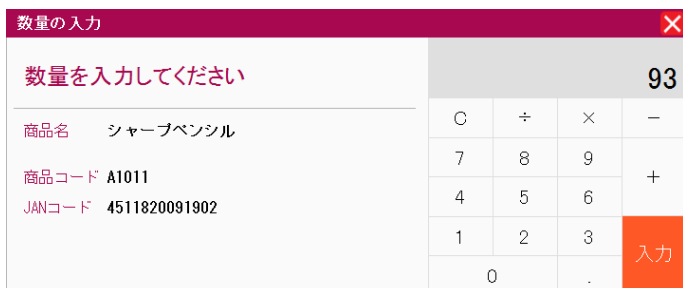 数量の入力
数量を入力してください
93
商品名 シャープペンシル
商品コード A1011
JANコード 4511820091902
C ÷ × −
7 8 9 +
4 5 6
1 2 3 入力
0 .